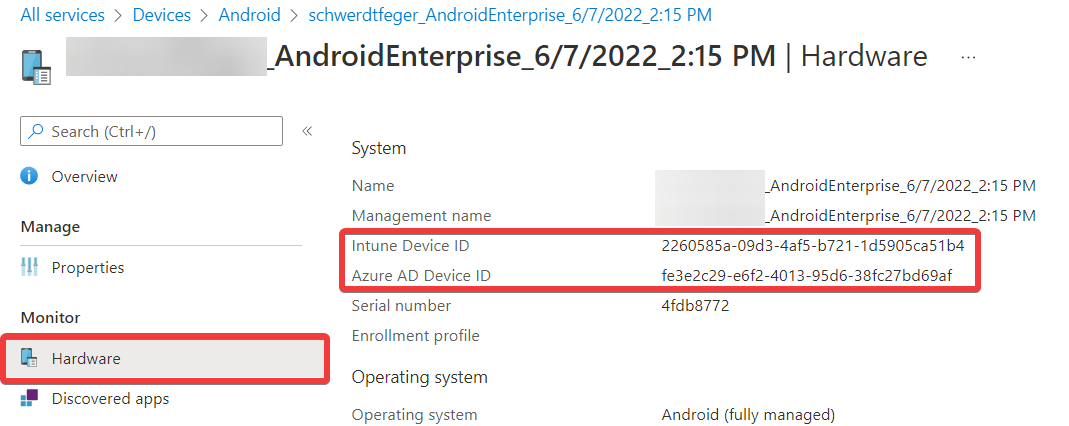 All services > Devices > Android > schwerdtfeger_AndroidEnterprise_6/7/2022_2:15 PM
_AndroidEnterprise_6/7/2022_2:15 PM | Hardware ...
Search (Ctrl+/) «
Overview
Manage
Properties
Monitor
Hardware
Discovered apps
System
Name _AndroidEnterprise_6/7/2022_2:15 PM
Management name _AndroidEnterprise_6/7/2022_2:15 PM
Intune Device ID 2260585a-09d3-4af5-b721-1d5905ca51b4
Azure AD Device ID fe3e2c29-e6f2-4013-95d6-38fc27bd69af
Serial number 4fdb8772
Enrollment profile
Operating system
Operating system Android (fully managed)